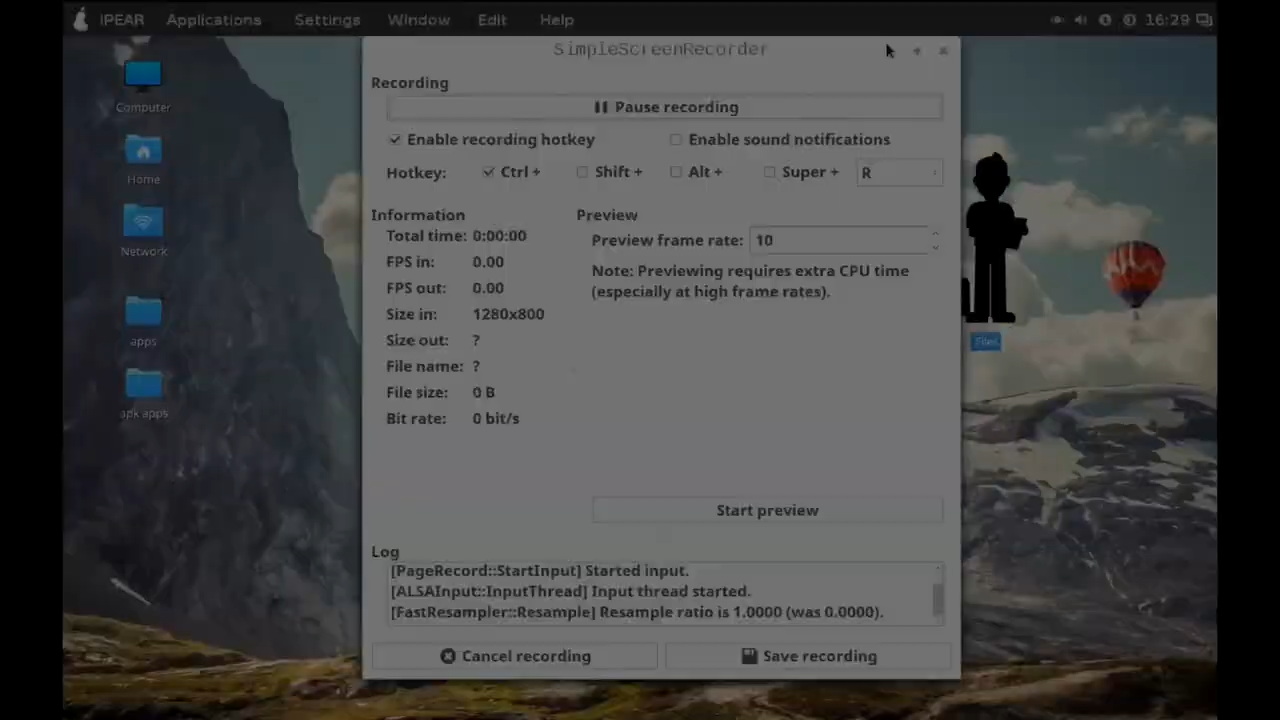 IPEAR Applications Settings Window Edit Help 16:29
SimpleScreenRecorder
Recording
Pause recording
Enable recording hotkey Enable sound notifications
Hotkey: Ctrl + Shift + Alt + Super + R
Information Preview
Total time: 0:00:00
Preview frame rate: 10
FPS in: 0.00
Note: Previewing requires extra CPU time
(especially at high frame rates).
FPS out: 0.00
Size in: 1280x800
Size out: ?
File name: ?
File size: 0 B
Bit rate: 0 bit/s
Start preview
Log
[PageRecord::StartInput] Started input.
[ALSAInput::InputThread] Input thread started.
[FastResampler::Resample] Resample ratio is 1.0000 (was 0.0000).
Cancel recording Save recording
Computer
Home
Network
apps
apk apps
Files